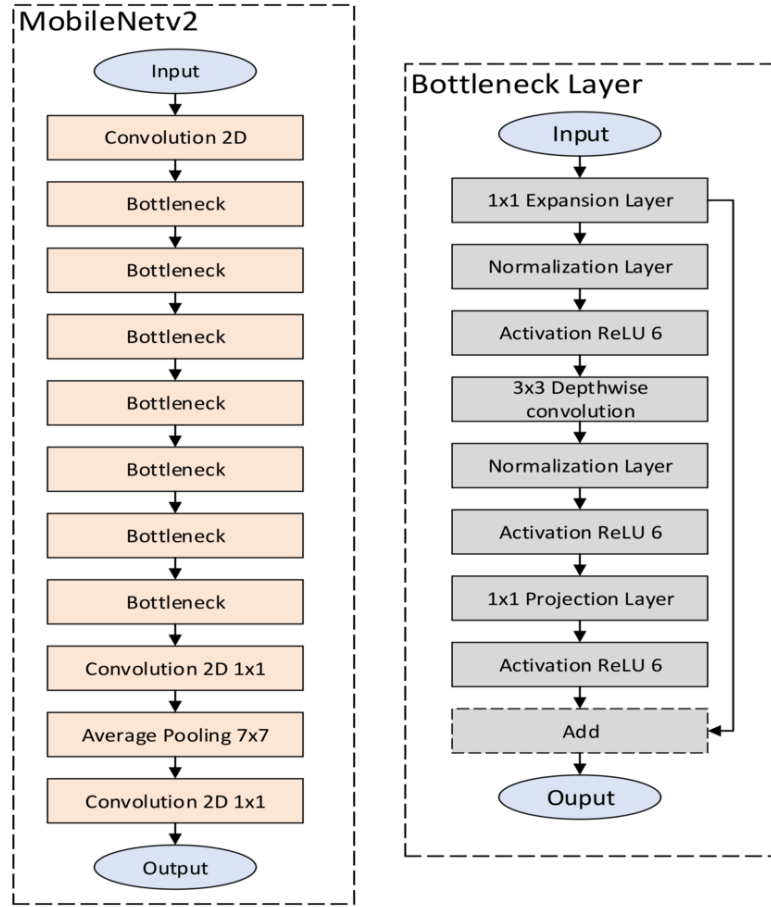 MobileNetv2
Input
Convolution 2D
Bottleneck
Bottleneck
Bottleneck
Bottleneck
Bottleneck
Bottleneck
Bottleneck
Convolution 2D 1x1
Average Pooling 7x7
Convolution 2D 1x1
Output
Bottleneck Layer
Input
1x1 Expansion Layer
Normalization Layer
Activation ReLU 6
3x3 Depthwise
convolution
Normalization Layer
Activation ReLU 6
1x1 Projection Layer
Activation ReLU 6
Add
Ouput